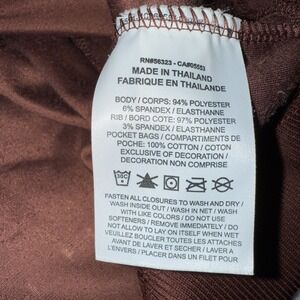 RN#56323 - CA#05553
MADE IN THAILAND
FABRIQUE EN THAILANDE
BODY / CORPS: 94% POLYESTER
6% SPANDEX / ELASTHANNE
RIB / BORD COTE: 97% POLYESTER
3% SPANDEX / ELASTHANNE
POCKET BAGS / COMPARTIMENTS DE
POCHE: 100% COTTON / COTON
EXCLUSIVE OF DECORATION /
DECORATION NON COMPRISE
30°
FASTEN ALL CLOSURES TO WASH AND DRY /
WASH INSIDE OUT / WASH IN NET / WASH
WITH LIKE COLORS / DO NOT USE
SOFTENERS / REMOVE PROMPTLY / DO
NOT ALLOW TO LAY ON ITSELF WHEN WET
VEUILLEZ BOUCLER TOUTES LES ATTACHES
AVANT DE LAVER ET SECHER / LAVER A
L'ENVERS / LAVER DANS UN FILET POUR